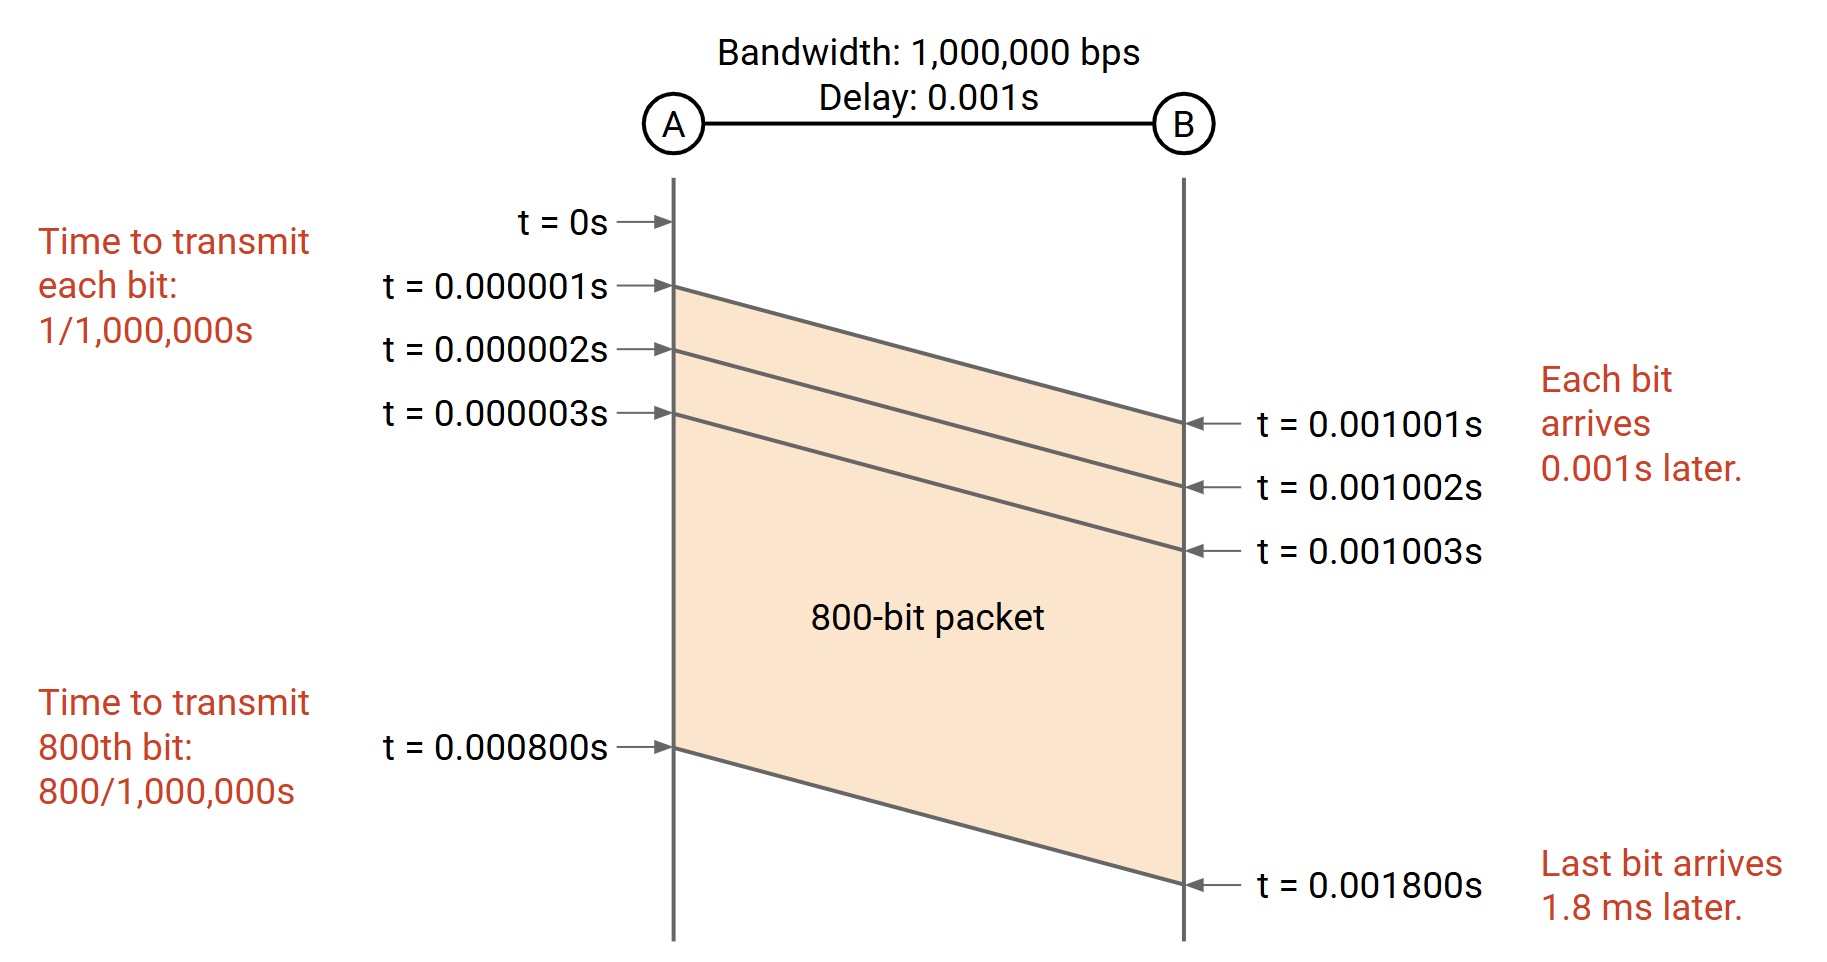 Bandwidth: 1,000,000 bps
Delay: 0.001s
A
B
t = 0s
Time to transmit
each bit:
1/1,000,000s
t = 0.000001s
t = 0.000002s
t = 0.000003s
Each bit
arrives
0.001s later.
t = 0.001001s
t = 0.001002s
t = 0.001003s
800-bit packet
Time to transmit
800th bit:
800/1,000,000s
t = 0.000800s
t = 0.001800s
Last bit arrives
1.8 ms later.